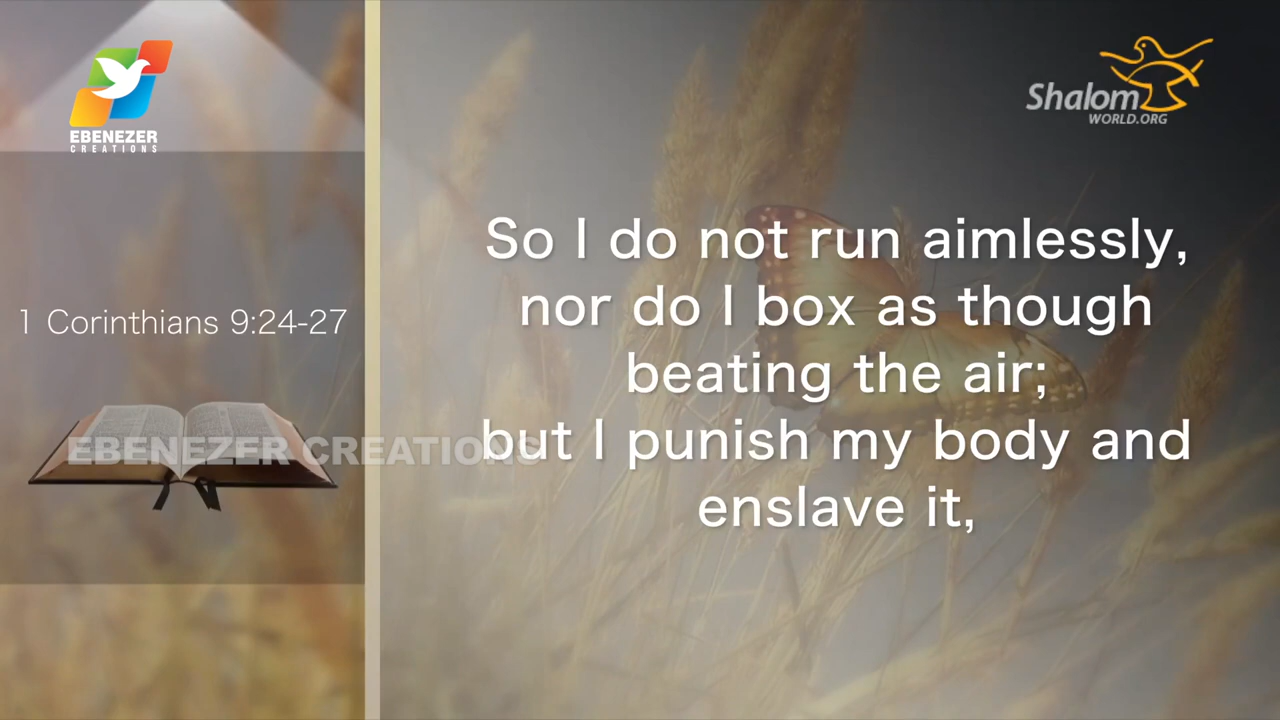 EBENEZER
CREATIONS
Shalom
WORLD.ORG
1 Corinthians 9:24-27
So I do not run aimlessly,
nor do I box as though
beating the air;
but I punish my body and
enslave it,
EBENEZER CREATIONS